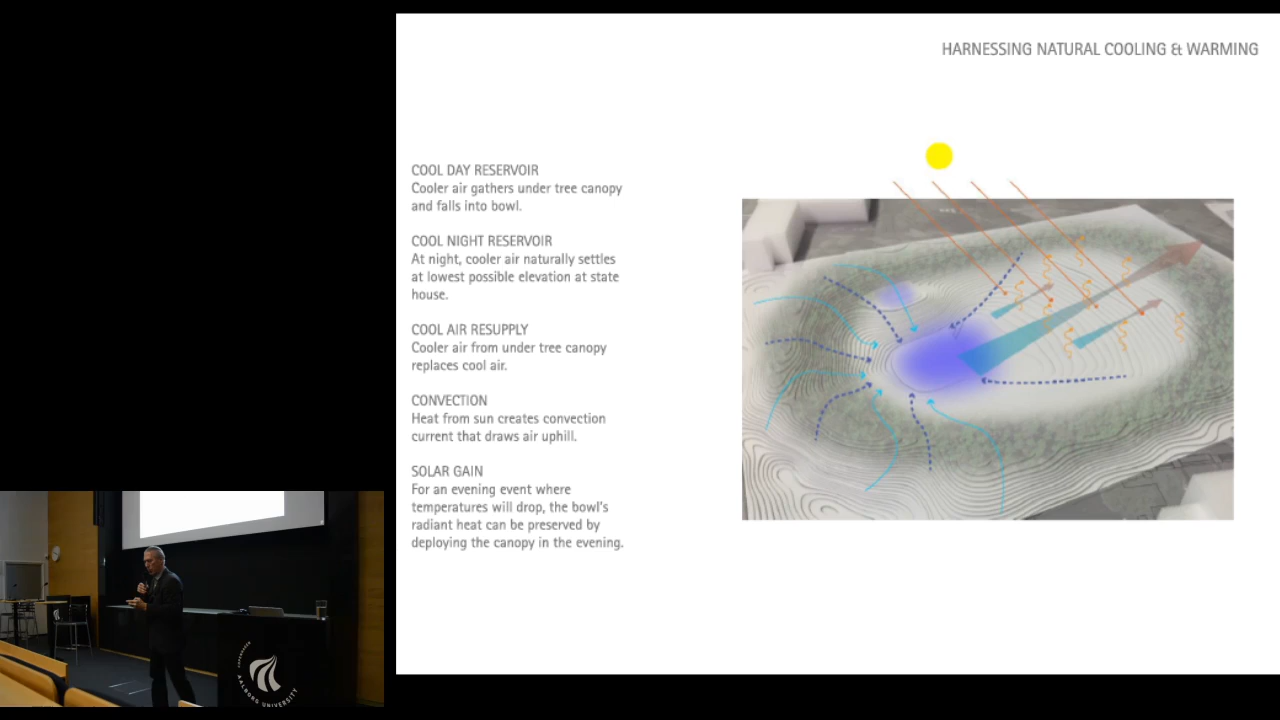 HARNESSING NATURAL COOLING & WARMING
COOL DAY RESERVOIR
Cooler air gathers under tree canopy
and falls into bowl.
COOL NIGHT RESERVOIR
At night, cooler air naturally settles
at lowest possible elevation at state
house.
COOL AIR RESUPPLY
Cooler air from under tree canopy
replaces cool air.
CONVECTION
Heat from sun creates convection
current that draws air uphill.
SOLAR GAIN
For an evening event where
temperatures will drop, the bowl's
radiant heat can be preserved by
deploying the canopy in the evening.
COPENHAGEN
AALBORG UNIVERSITY